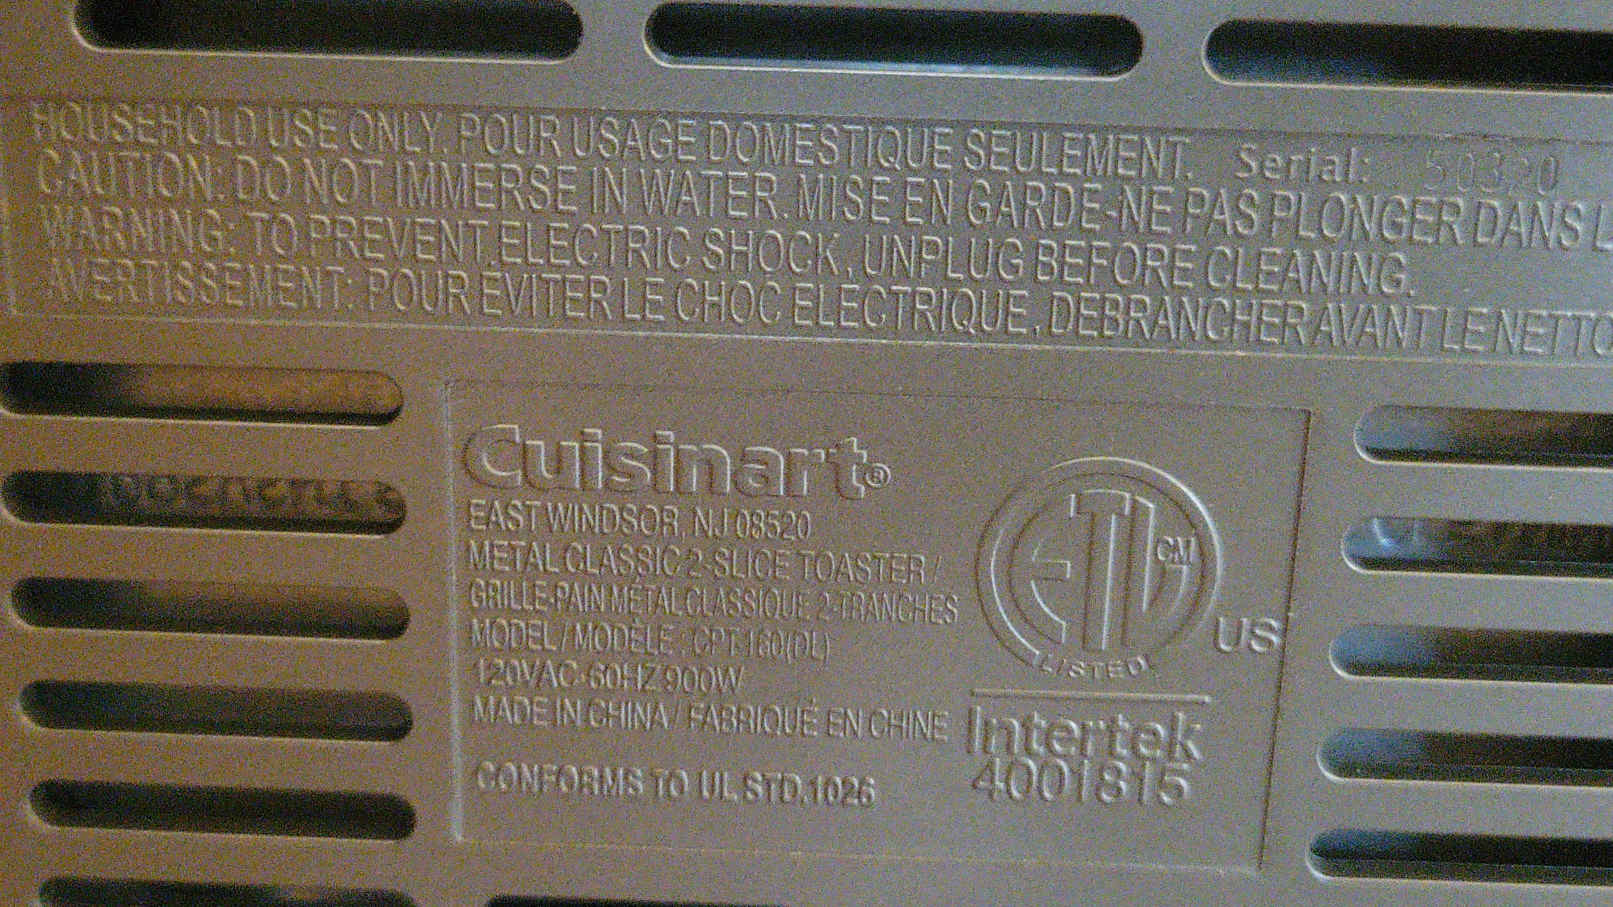 HOUSEHOLD USE ONLY. POUR USAGE DOMESTIQUE SEULEMENT. Serial: 50320
CAUTION: DO NOT IMMERSE IN WATER. MISE EN GARDE-NE PAS PLONGER DANS L
WARNING: TO PREVENT ELECTRIC SHOCK, UNPLUG BEFORE CLEANING.
AVERTISSEMENT: POUR ÉVITER LE CHOC ELECTRIQUE, DEBRANCHER AVANT LE NETTO
Cuisinart®
EAST WINDSOR, NJ 08520
METAL CLASSIC 2-SLICE TOASTER /
GRILLE-PAIN MÉTAL CLASSIQUE 2-TRANCHES
MODEL / MODÈLE : CPT-160(DL)
120VAC-60HZ 900W
MADE IN CHINA / FABRIQUÉ EN CHINE
CONFORMS TO UL STD.1026
ETL CM
LISTED
US
Intertek
4001815